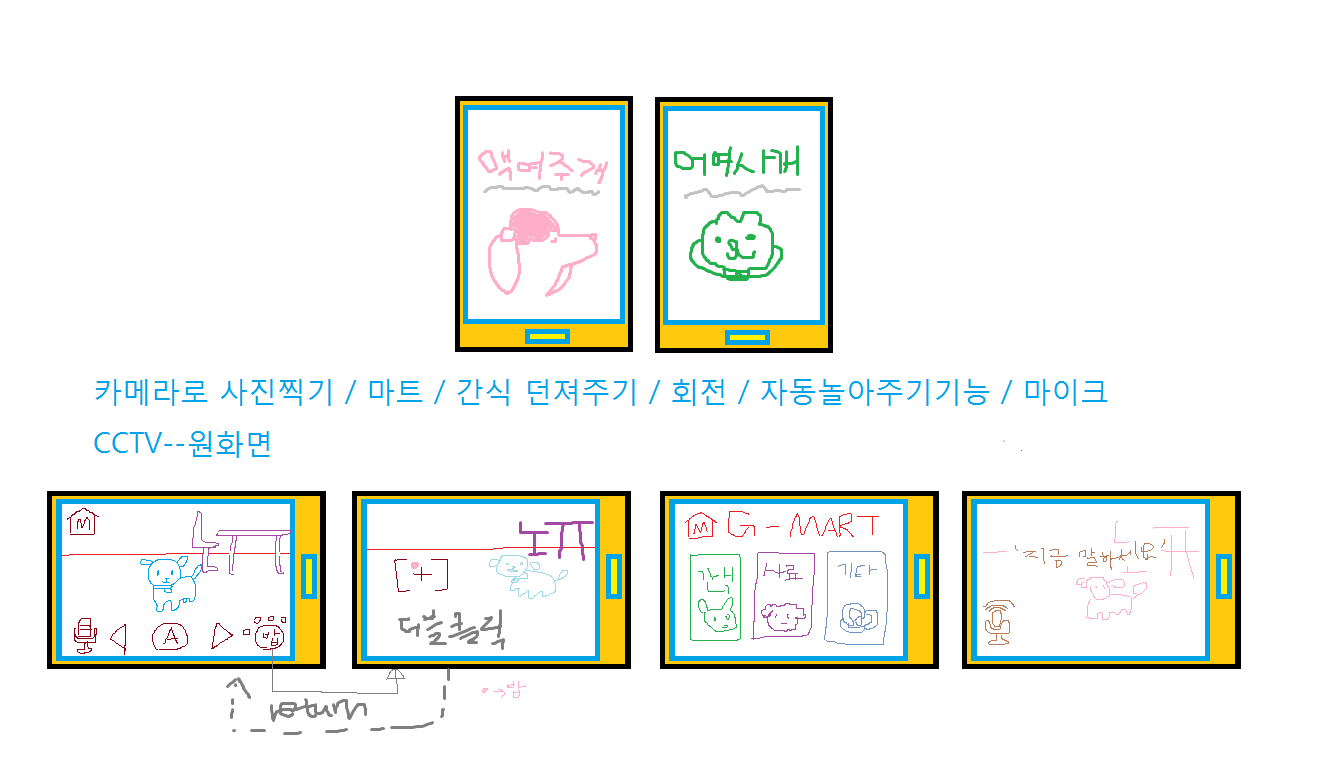 맥여주개
어여사개
카메라로 사진찍기 / 마트 / 간식 던져주기 / 회전 / 자동놀아주기기능 / 마이크
CCTV--원화면
M
A
밥
더블클릭
M G-MART
간식
사료
기타
'지금 말하세요'
return
→밥